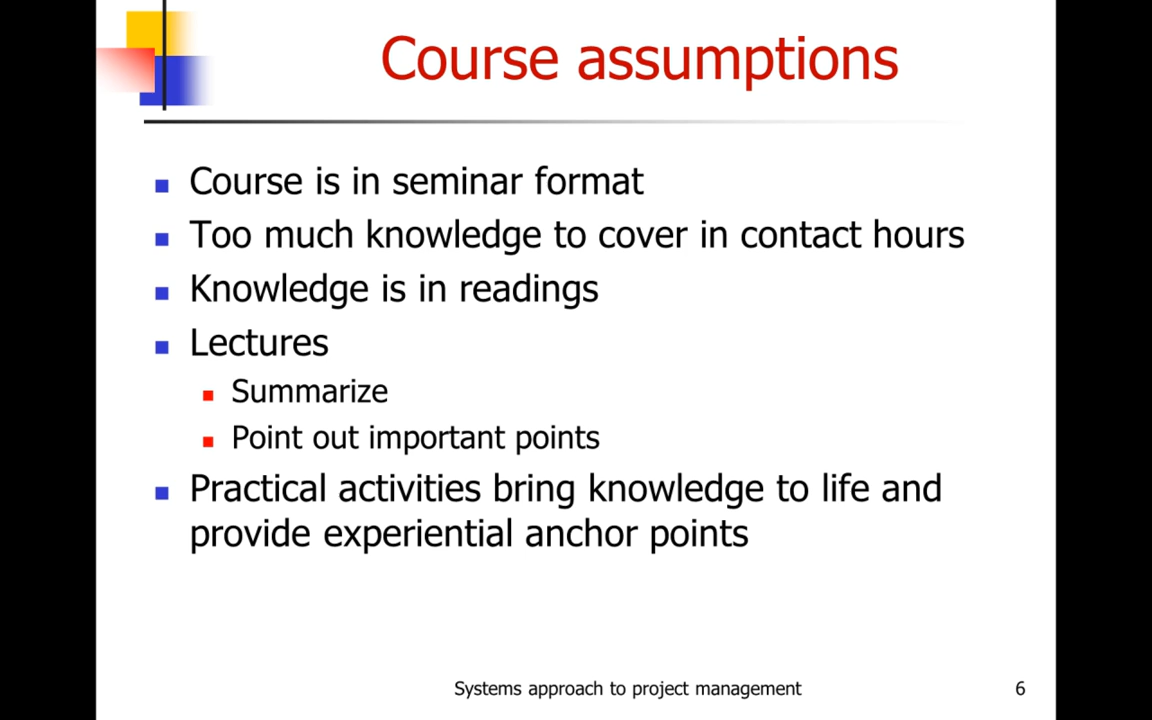 Course assumptions
Course is in seminar format
Too much knowledge to cover in contact hours
Knowledge is in readings
Lectures
Summarize
Point out important points
Practical activities bring knowledge to life and
provide experiential anchor points
Systems approach to project management
6